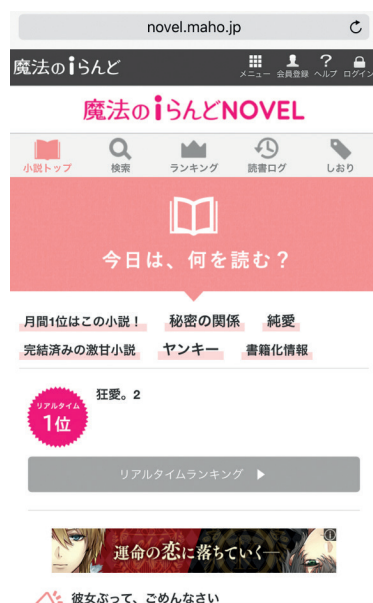 novel.maho.jp
魔法のiらんど
メニュー 会員登録 ヘルプ ログイン
魔法のiらんどNOVEL
小説トップ 検索 ランキング 読書ログ しおり
今日は、何を読む？
月間1位はこの小説！ 秘密の関係 純愛
完結済みの激甘小説 ヤンキー 書籍化情報
リアルタイム
1位
狂愛。2
リアルタイムランキング ▶
運命の恋に落ちていく―
彼女ぶって、ごめんなさい